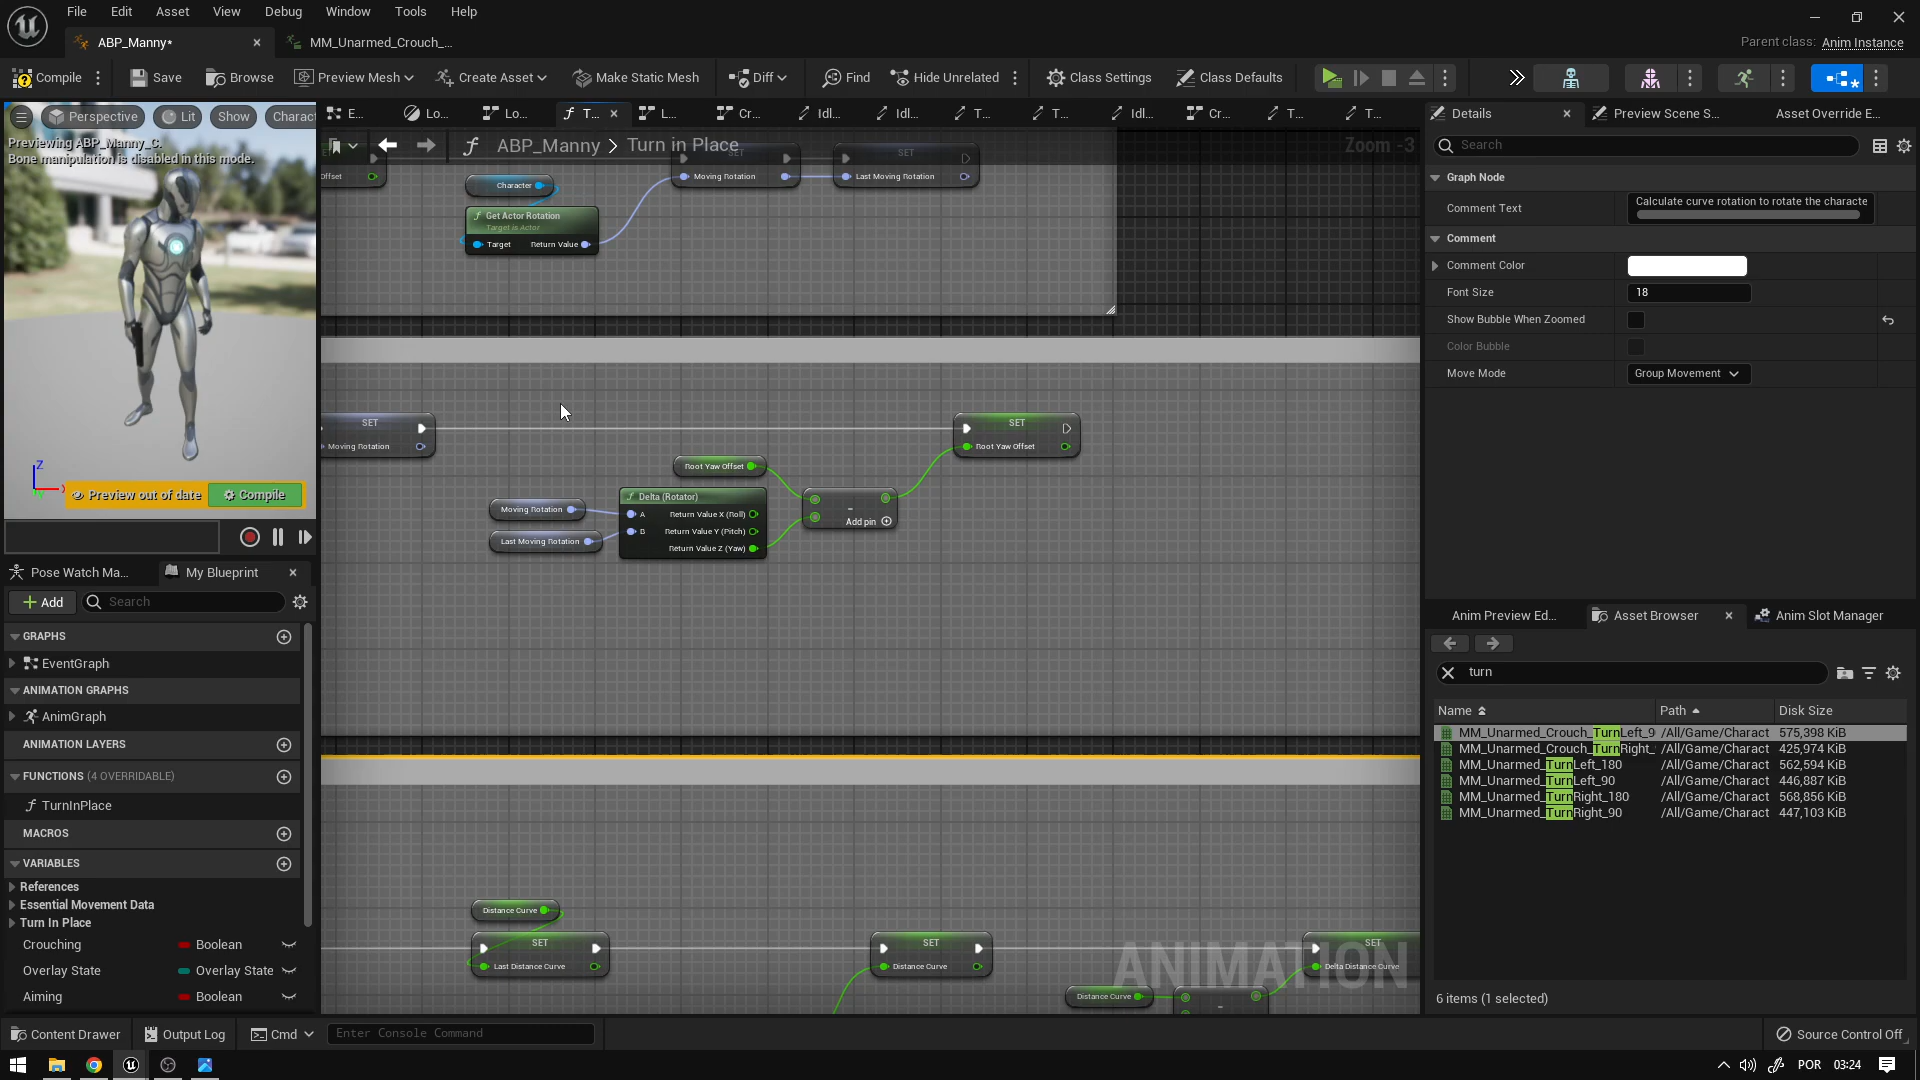 File Edit Asset View Debug Window Tools Help
ABP_Manny* MM_Unarmed_Crouch_...
Parent class: Anim Instance
Compile Save Browse Preview Mesh Create Asset Make Static Mesh Diff Find Hide Unrelated Class Settings Class Defaults
Perspective Lit Show Charact
Previewing ABP_Manny_C.
Bone manipulation is disabled in this mode.
Z
Preview out of date Compile
E... Lo... Lo... T... L... Cr... Idl... Idl... T... T... Idl... Cr... T... T...
ABP_Manny > Turn in Place
Zoom -3
SET SET
Offset Character Moving Rotation Last Moving Rotation
Get Actor Rotation
Target is Actor
Target Return Value
SET SET
Moving Rotation Root Yaw Offset
Root Yaw Offset
Delta (Rotator)
Moving Rotation A Return Value X (Roll)
Last Moving Rotation B Return Value Y (Pitch)
Return Value Z (Yaw)
-
Add pin
Distance Curve
SET SET SET
Last Distance Curve Distance Curve Delta Distance Curve
Distance Curve
-
ANIMATION
Pose Watch Ma... My Blueprint
Add Search
GRAPHS
EventGraph
ANIMATION GRAPHS
AnimGraph
ANIMATION LAYERS
FUNCTIONS (4 OVERRIDABLE)
TurnInPlace
MACROS
VARIABLES
References
Essential Movement Data
Turn In Place
Crouching Boolean
Overlay State Overlay State
Aiming Boolean
Details Preview Scene S... Asset Override E...
Search
Graph Node
Comment Text Calculate curve rotation to rotate the characte
Comment
Comment Color
Font Size 18
Show Bubble When Zoomed
Color Bubble
Move Mode Group Movement
Anim Preview Ed... Asset Browser Anim Slot Manager
turn
Name Path Disk Size
MM_Unarmed_Crouch_TurnLeft_9 /All/Game/Charact 575,398 KiB
MM_Unarmed_Crouch_TurnRight_ /All/Game/Charact 425,974 KiB
MM_Unarmed_TurnLeft_180 /All/Game/Charact 562,594 KiB
MM_Unarmed_TurnLeft_90 /All/Game/Charact 446,887 KiB
MM_Unarmed_TurnRight_180 /All/Game/Charact 568,856 KiB
MM_Unarmed_TurnRight_90 /All/Game/Charact 447,103 KiB
6 items (1 selected)
Content Drawer Output Log Cmd Enter Console Command Source Control Off
POR 03:24